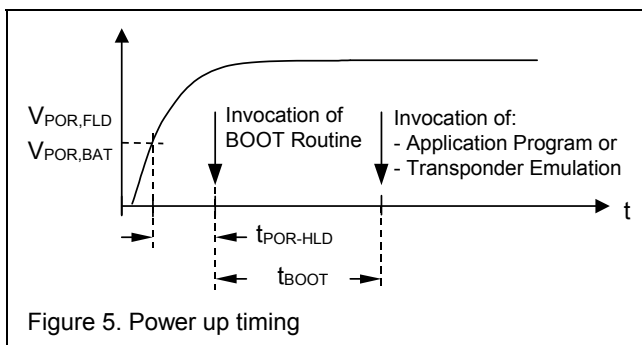 V_POR,FLD
V_POR,BAT
Invocation of
BOOT Routine
Invocation of:
- Application Program or
- Transponder Emulation
t
t_POR-HLD
t_BOOT
Figure 5. Power up timing